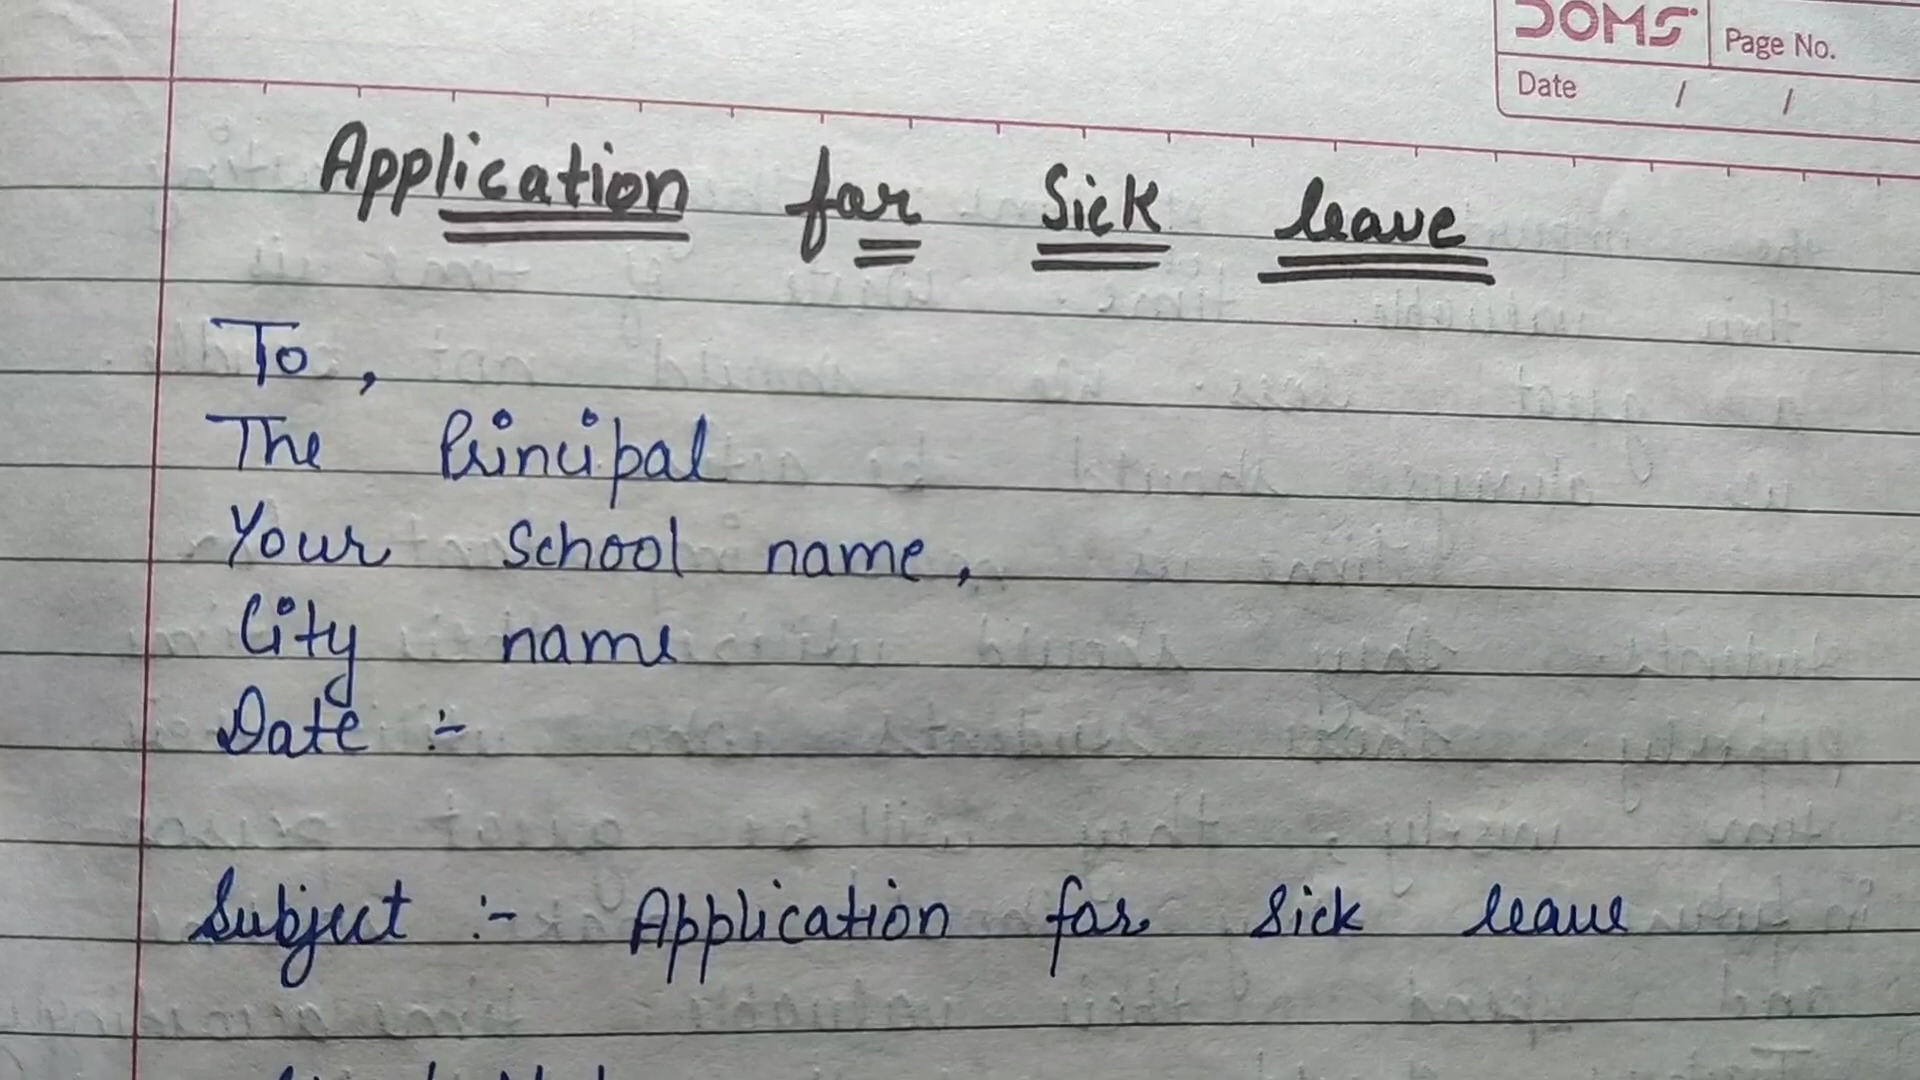 DOMS
Page No.
Date / /
Application for Sick leave
To,
The Principal
Your School name,
City name
Date :-
Subject :- Application for Sick leave